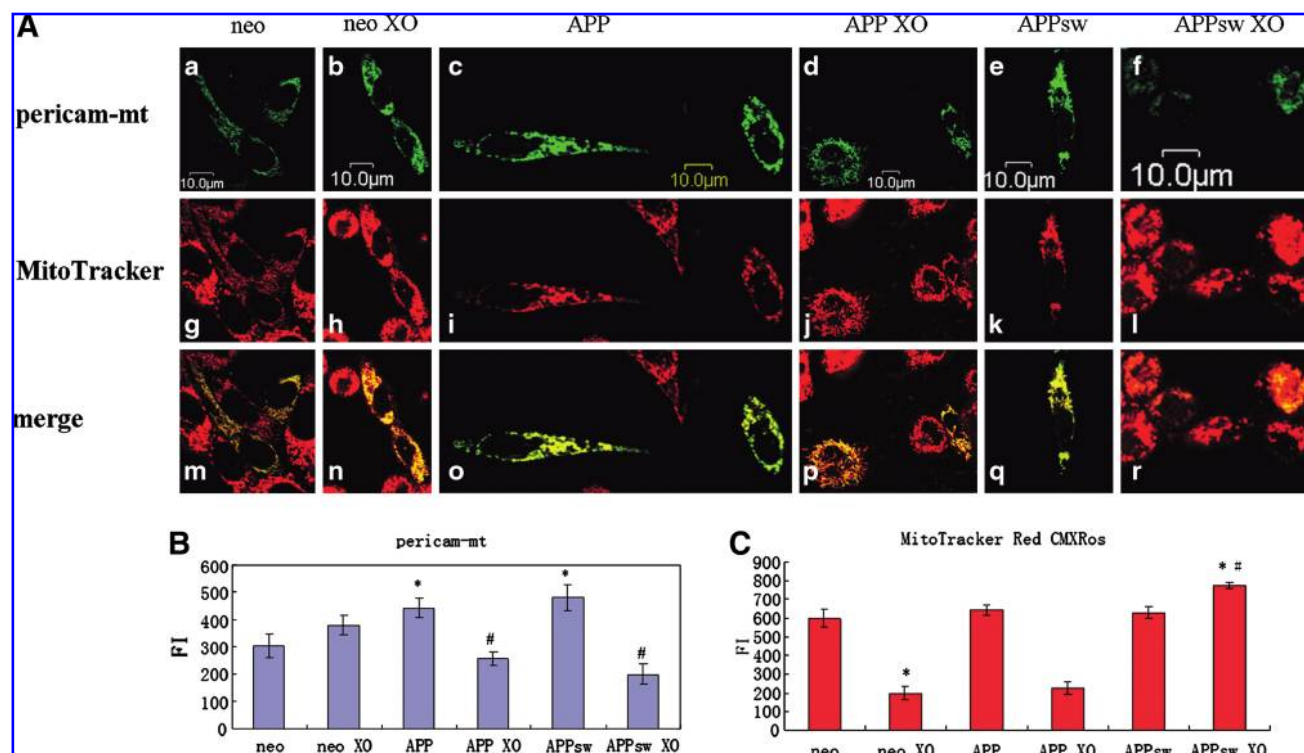 A
neo neo XO APP APP XO APPsw APPsw XO
pericam-mt
a b c d e f
10.0μm 10.0μm 10.0μm 10.0μm 10.0μm 10.0μm
MitoTracker
g h i j k l
merge
m n o p q r
B
pericam-mt
FI
600
500
400
300
200
100
0
* * # #
neo neo XO APP APP XO APPsw APPsw XO
C
MitoTracker Red CMXRos
FI
900
800
700
600
500
400
300
200
100
0
* * #
neo neo XO APP APP XO APPsw APPsw XO